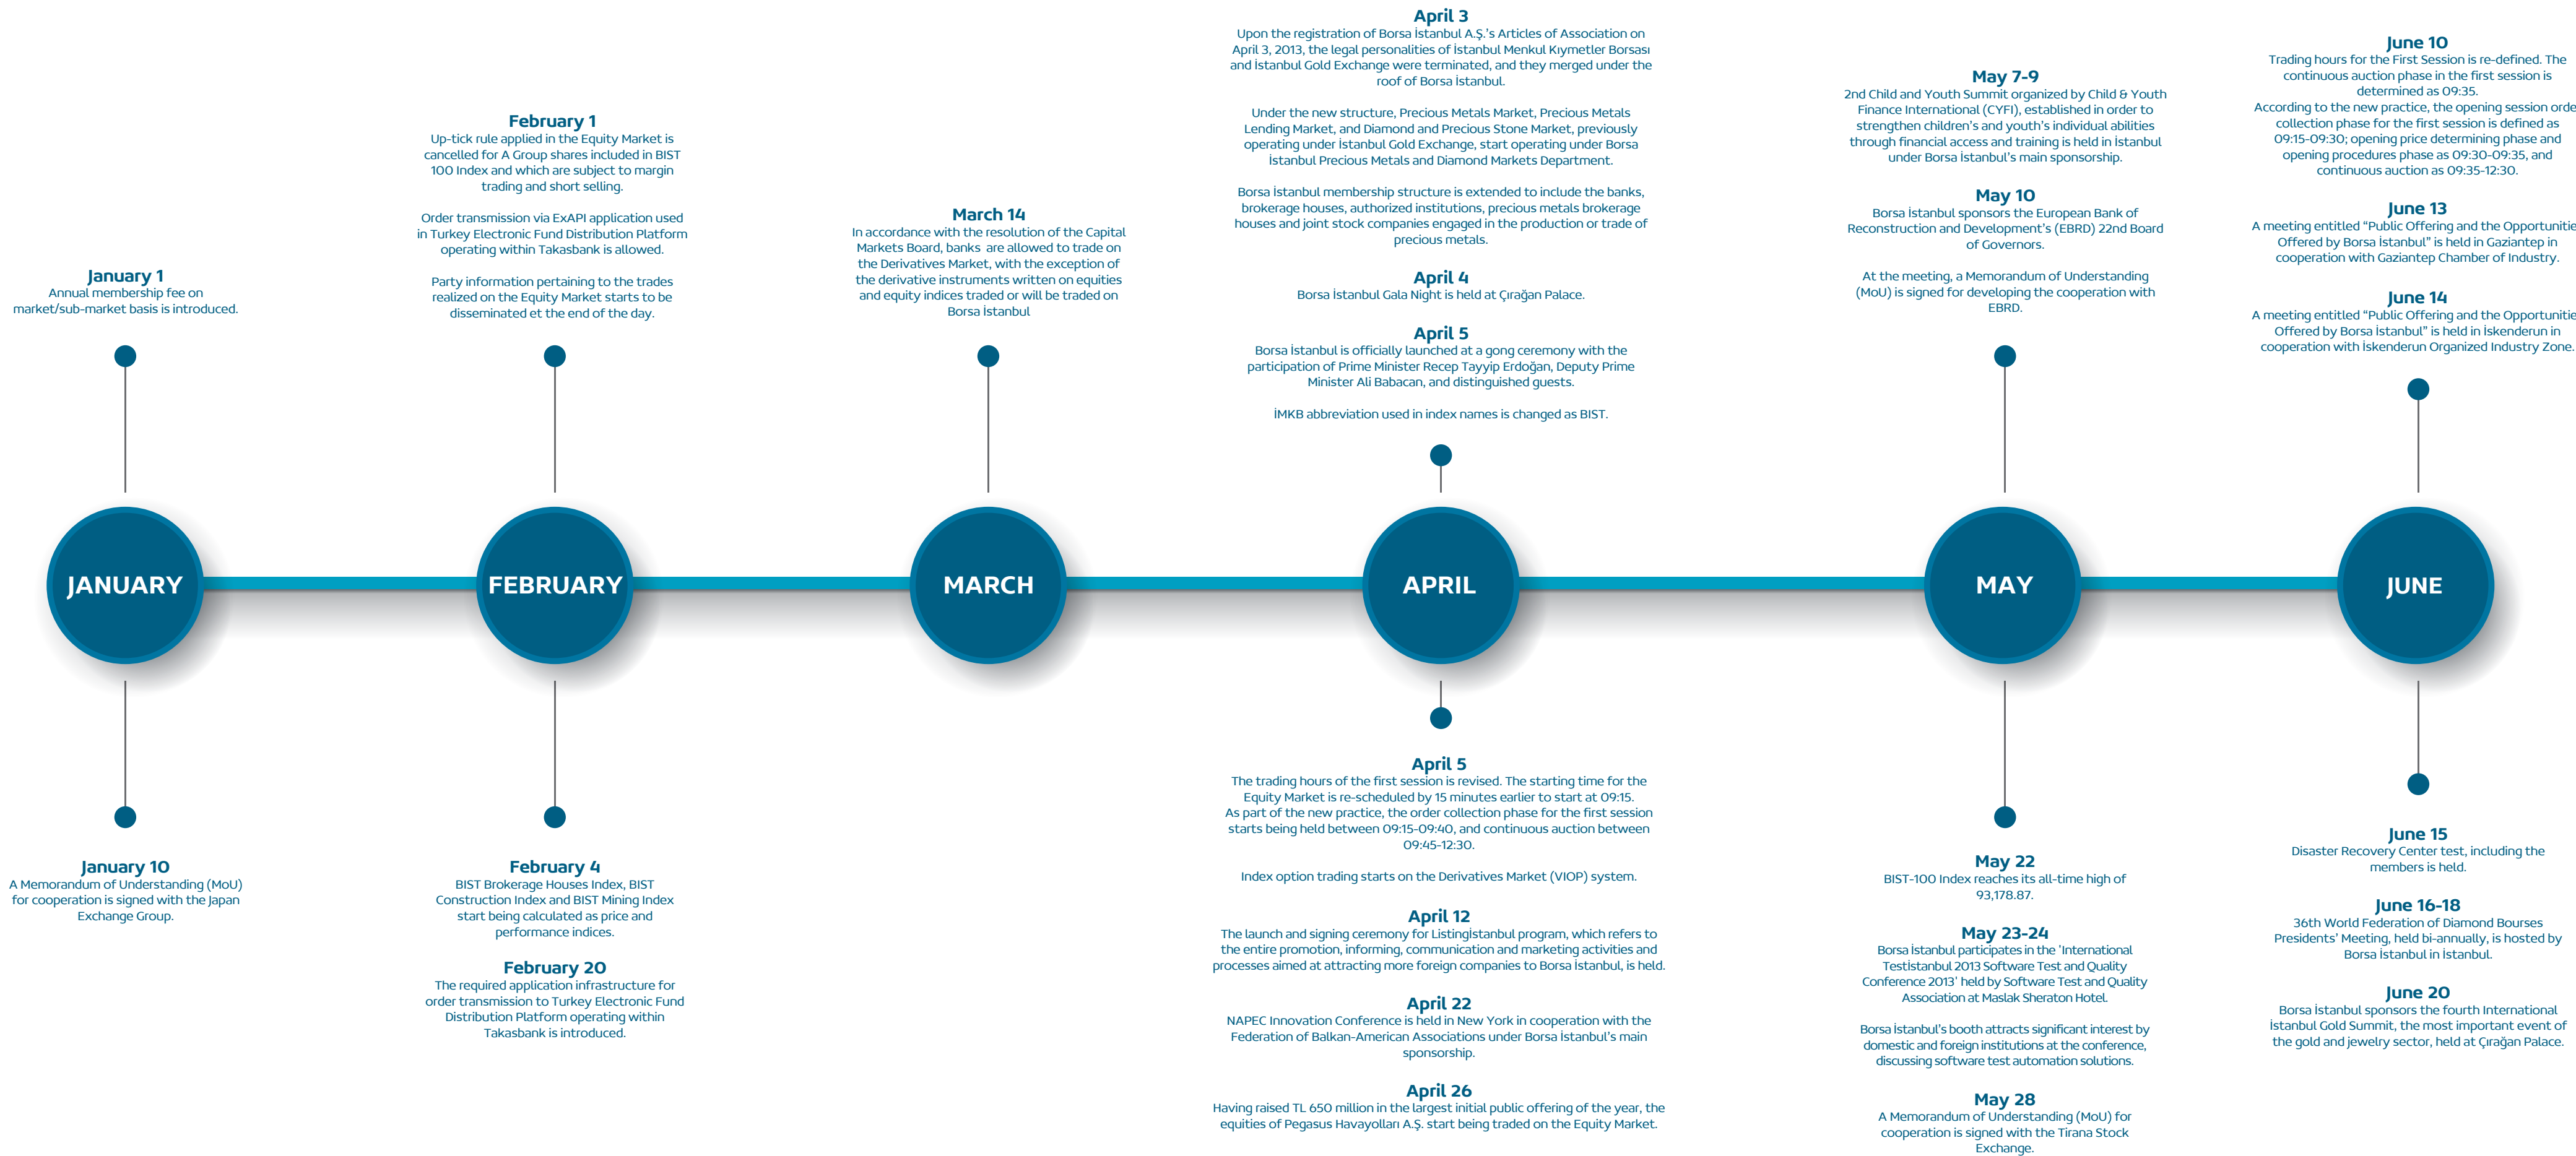 January 1
Annual membership fee on
market/sub-market basis is introduced.
February 1
Up-tick rule applied in the Equity Market is
cancelled for A Group shares included in BIST
100 Index and which are subject to margin
trading and short selling.
Order transmission via ExAPI application used
in Turkey Electronic Fund Distribution Platform
operating within Takasbank is allowed.
Party information pertaining to the trades
realized on the Equity Market starts to be
disseminated et the end of the day.
March 14
In accordance with the resolution of the Capital
Markets Board, banks are allowed to trade on
the Derivatives Market, with the exception of
the derivative instruments written on equities
and equity indices traded or will be traded on
Borsa İstanbul
April 3
Upon the registration of Borsa İstanbul A.Ş.'s Articles of Association on
April 3, 2013, the legal personalities of İstanbul Menkul Kıymetler Borsası
and İstanbul Gold Exchange were terminated, and they merged under the
roof of Borsa İstanbul.
Under the new structure, Precious Metals Market, Precious Metals
Lending Market, and Diamond and Precious Stone Market, previously
operating under İstanbul Gold Exchange, start operating under Borsa
İstanbul Precious Metals and Diamond Markets Department.
Borsa İstanbul membership structure is extended to include the banks,
brokerage houses, authorized institutions, precious metals brokerage
houses and joint stock companies engaged in the production or trade of
precious metals.
April 4
Borsa İstanbul Gala Night is held at Çırağan Palace.
April 5
Borsa İstanbul is officially launched at a gong ceremony with the
participation of Prime Minister Recep Tayyip Erdoğan, Deputy Prime
Minister Ali Babacan, and distinguished guests.
İMKB abbreviation used in index names is changed as BIST.
May 7-9
2nd Child and Youth Summit organized by Child & Youth
Finance International (CYFI), established in order to
strengthen children's and youth's individual abilities
through financial access and training is held in İstanbul
under Borsa İstanbul's main sponsorship.
May 10
Borsa İstanbul sponsors the European Bank of
Reconstruction and Development's (EBRD) 22nd Board
of Governors.
At the meeting, a Memorandum of Understanding
(MoU) is signed for developing the cooperation with
EBRD.
June 10
Trading hours for the First Session is re-defined. The
continuous auction phase in the first session is
determined as 09:35.
According to the new practice, the opening session orde
collection phase for the first session is defined as
09:15-09:30; opening price determining phase and
opening procedures phase as 09:30-09:35, and
continuous auction as 09:35-12:30.
June 13
A meeting entitled "Public Offering and the Opportunitie
Offered by Borsa İstanbul" is held in Gaziantep in
cooperation with Gaziantep Chamber of Industry.
June 14
A meeting entitled "Public Offering and the Opportunitie
Offered by Borsa İstanbul" is held in İskenderun in
cooperation with İskenderun Organized Industry Zone.
JANUARY
FEBRUARY
MARCH
APRIL
MAY
JUNE
January 10
A Memorandum of Understanding (MoU)
for cooperation is signed with the Japan
Exchange Group.
February 4
BIST Brokerage Houses Index, BIST
Construction Index and BIST Mining Index
start being calculated as price and
performance indices.
February 20
The required application infrastructure for
order transmission to Turkey Electronic Fund
Distribution Platform operating within
Takasbank is introduced.
April 5
The trading hours of the first session is revised. The starting time for the
Equity Market is re-scheduled by 15 minutes earlier to start at 09:15.
As part of the new practice, the order collection phase for the first session
starts being held between 09:15-09:40, and continuous auction between
09:45-12:30.
Index option trading starts on the Derivatives Market (VIOP) system.
April 12
The launch and signing ceremony for Listingİstanbul program, which refers to
the entire promotion, informing, communication and marketing activities and
processes aimed at attracting more foreign companies to Borsa İstanbul, is held.
April 22
NAPEC Innovation Conference is held in New York in cooperation with the
Federation of Balkan-American Associations under Borsa İstanbul's main
sponsorship.
April 26
Having raised TL 650 million in the largest initial public offering of the year, the
equities of Pegasus Havayolları A.Ş. start being traded on the Equity Market.
May 22
BIST-100 Index reaches its all-time high of
93,178.87.
May 23-24
Borsa İstanbul participates in the 'International
Testİstanbul 2013 Software Test and Quality
Conference 2013' held by Software Test and Quality
Association at Maslak Sheraton Hotel.
Borsa İstanbul's booth attracts significant interest by
domestic and foreign institutions at the conference,
discussing software test automation solutions.
May 28
A Memorandum of Understanding (MoU) for
cooperation is signed with the Tirana Stock
Exchange.
June 15
Disaster Recovery Center test, including the
members is held.
June 16-18
36th World Federation of Diamond Bourses
Presidents' Meeting, held bi-annually, is hosted by
Borsa İstanbul in İstanbul.
June 20
Borsa İstanbul sponsors the fourth International
İstanbul Gold Summit, the most important event of
the gold and jewelry sector, held at Çırağan Palace.